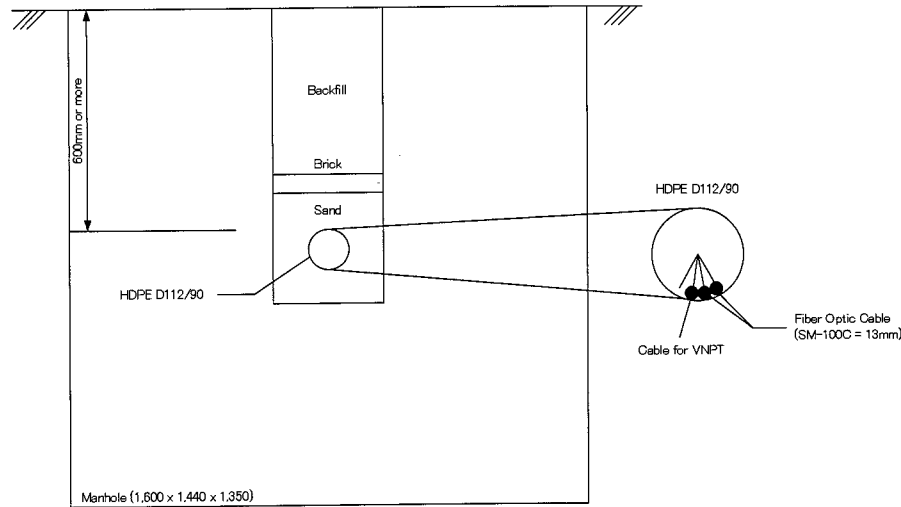 600mm or more
Backfill
Brick
Sand
HDPE D112/90
HDPE D112/90
Fiber Optic Cable
(SM-100C = 13mm)
Cable for VNPT
Manhole (1,600 x 1,440 x 1,350)